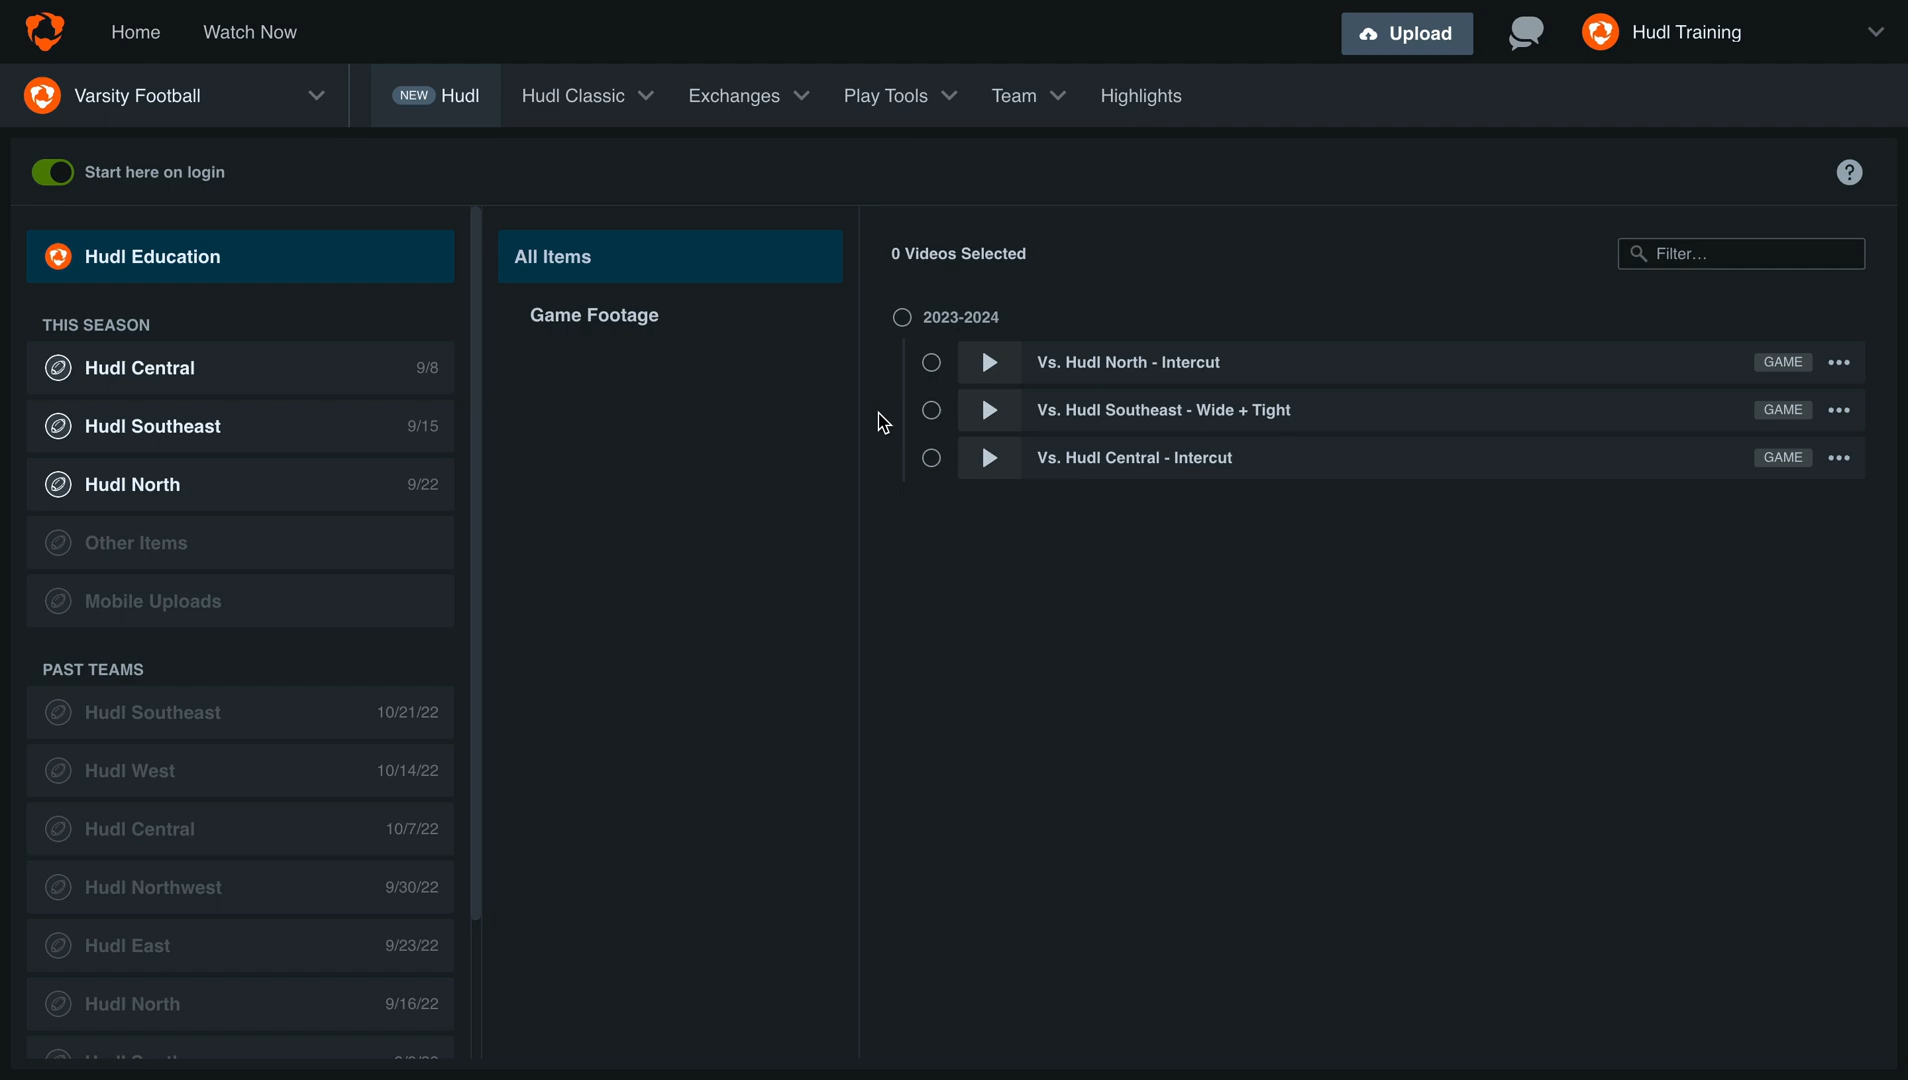 Home
Watch Now
Upload
Hudl Training
Varsity Football
NEW Hudl
Hudl Classic
Exchanges
Play Tools
Team
Highlights
Start here on login
?
Hudl Education
THIS SEASON
Hudl Central 9/8
Hudl Southeast 9/15
Hudl North 9/22
Other Items
Mobile Uploads
PAST TEAMS
Hudl Southeast 10/21/22
Hudl West 10/14/22
Hudl Central 10/7/22
Hudl Northwest 9/30/22
Hudl East 9/23/22
Hudl North 9/16/22
All Items
Game Footage
0 Videos Selected
Filter…
2023-2024
Vs. Hudl North - Intercut GAME
Vs. Hudl Southeast - Wide + Tight GAME
Vs. Hudl Central - Intercut GAME